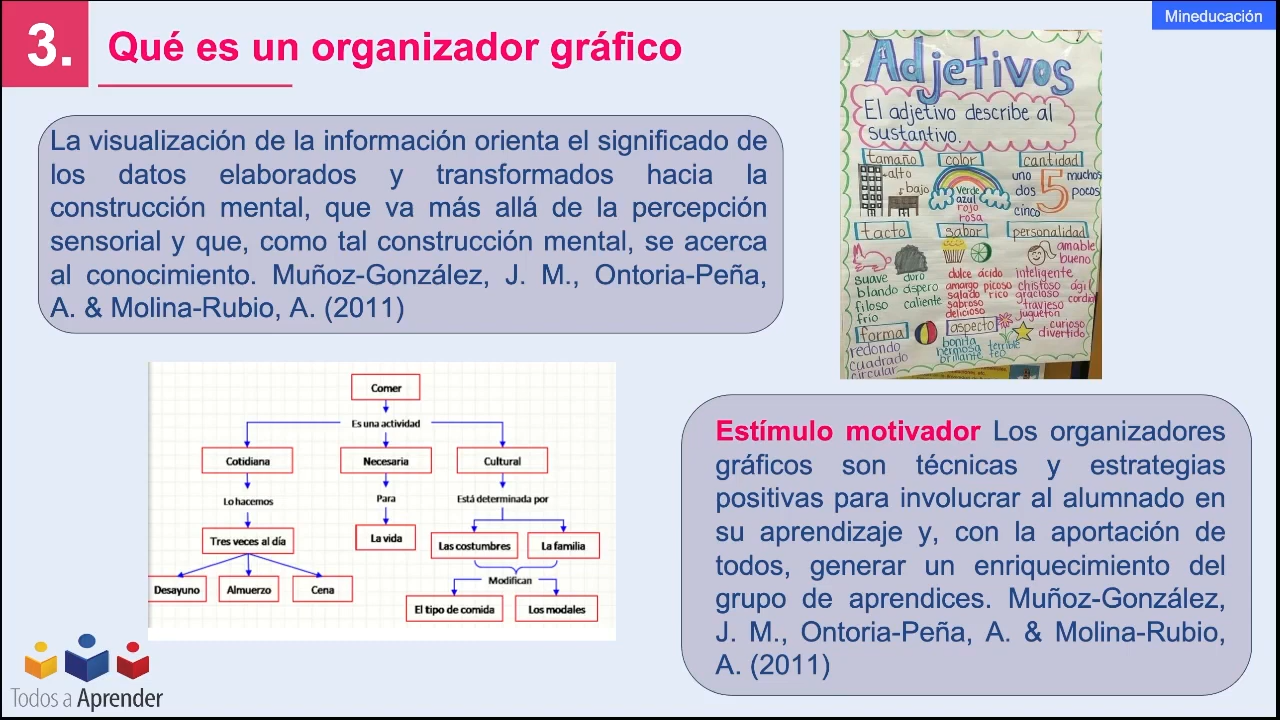 Mineducación
3.
Qué es un organizador gráfico
La visualización de la información orienta el significado de
los datos elaborados y transformados hacia la
construcción mental, que va más allá de la percepción
sensorial y que, como tal construcción mental, se acerca
al conocimiento. Muñoz-González, J. M., Ontoria-Peña,
A. & Molina-Rubio, A. (2011)
Adjetivos
El adjetivo describe al
sustantivo.
tamaño color cantidad
alto
bajo
verde
azul
rojo
rosa
uno
dos
cinco
5
muchos
pocos
tacto sabor personalidad
suave duro
blando áspero
filoso caliente
frío
dulce ácido
amargo picoso
salado rico
sabroso
delicioso
amable
bueno
inteligente
chistoso ágil
gracioso
travieso
juguetón
curioso
divertido
forma
redondo
cuadrado
circular
aspecto
bonita
hermosa terrible
brillante feo
Comer
Es una actividad
Cotidiana Necesaria Cultural
Lo hacemos Para Está determinada por
Tres veces al día La vida Las costumbres La familia
Modifican
Desayuno Almuerzo Cena El tipo de comida Los modales
Estímulo motivador Los organizadores
gráficos son técnicas y estrategias
positivas para involucrar al alumnado en
su aprendizaje y, con la aportación de
todos, generar un enriquecimiento del
grupo de aprendices. Muñoz-González,
J. M., Ontoria-Peña, A. & Molina-Rubio,
A. (2011)
Todos a Aprender